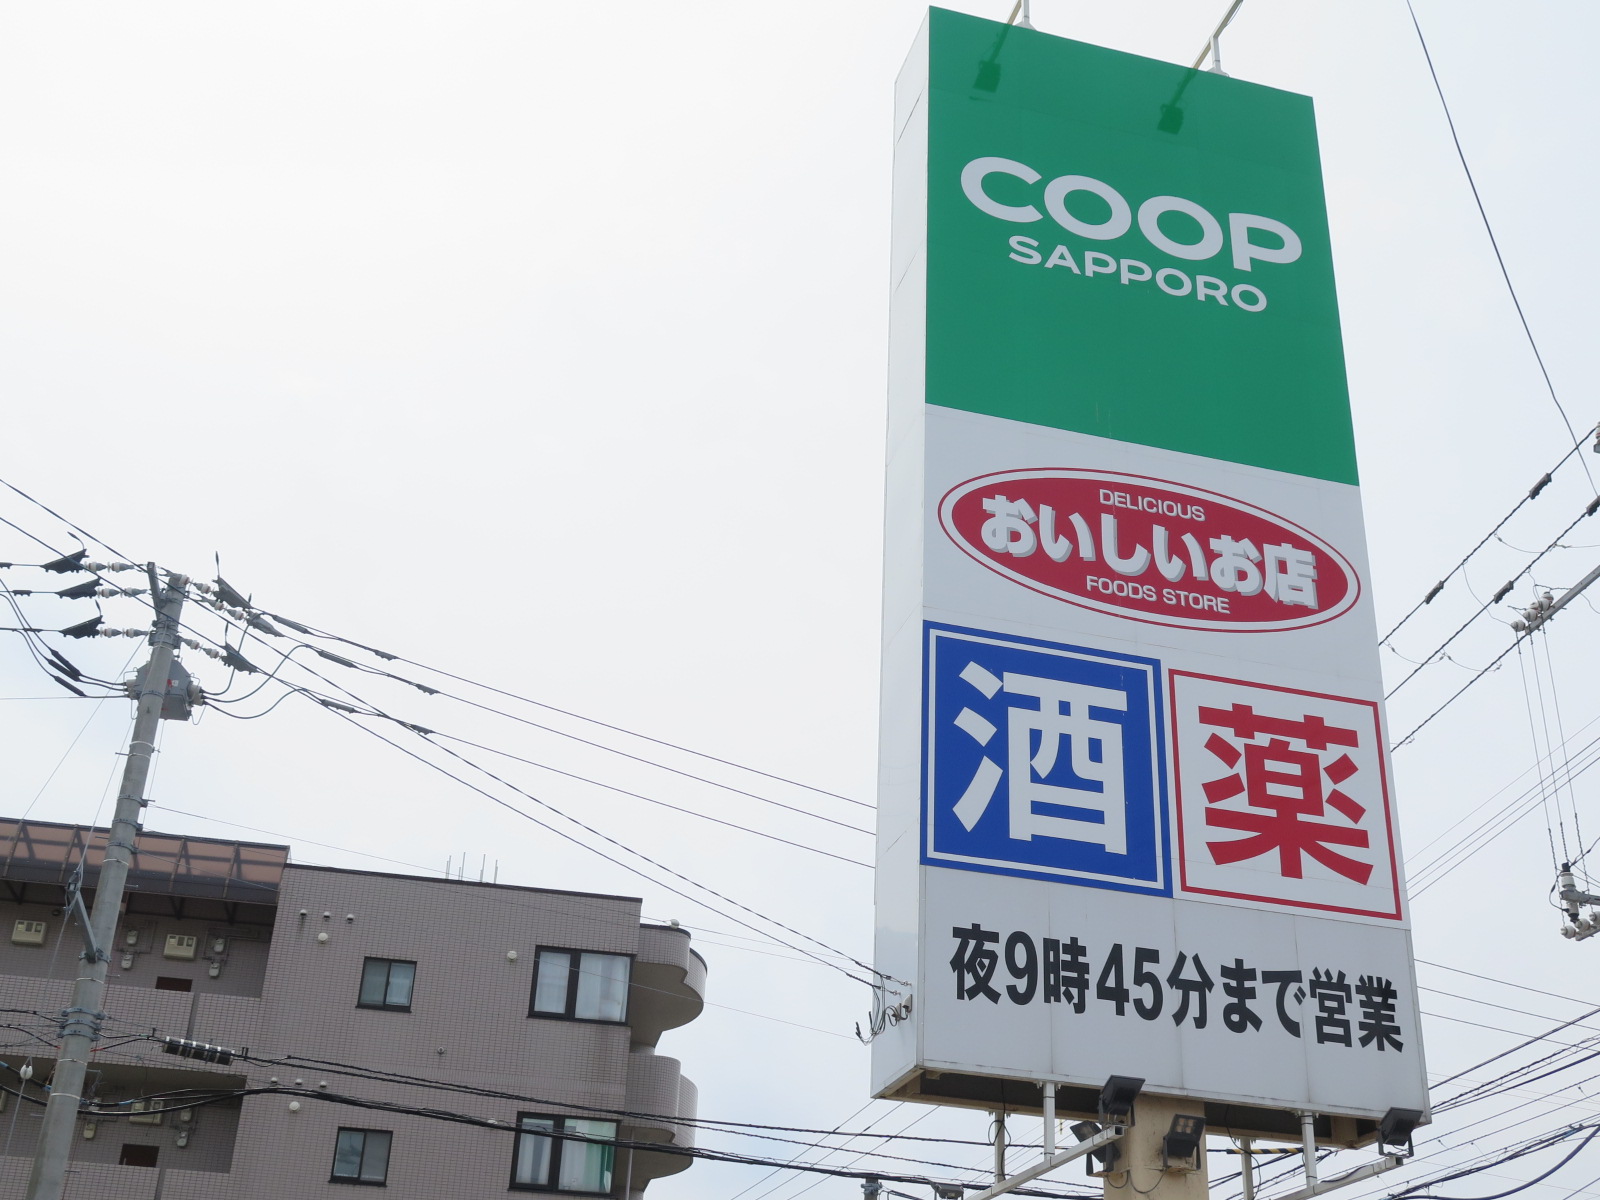 COOP
SAPPORO
DELICIOUS
おいしいお店
FOODS STORE
酒 薬
夜9時45分まで営業